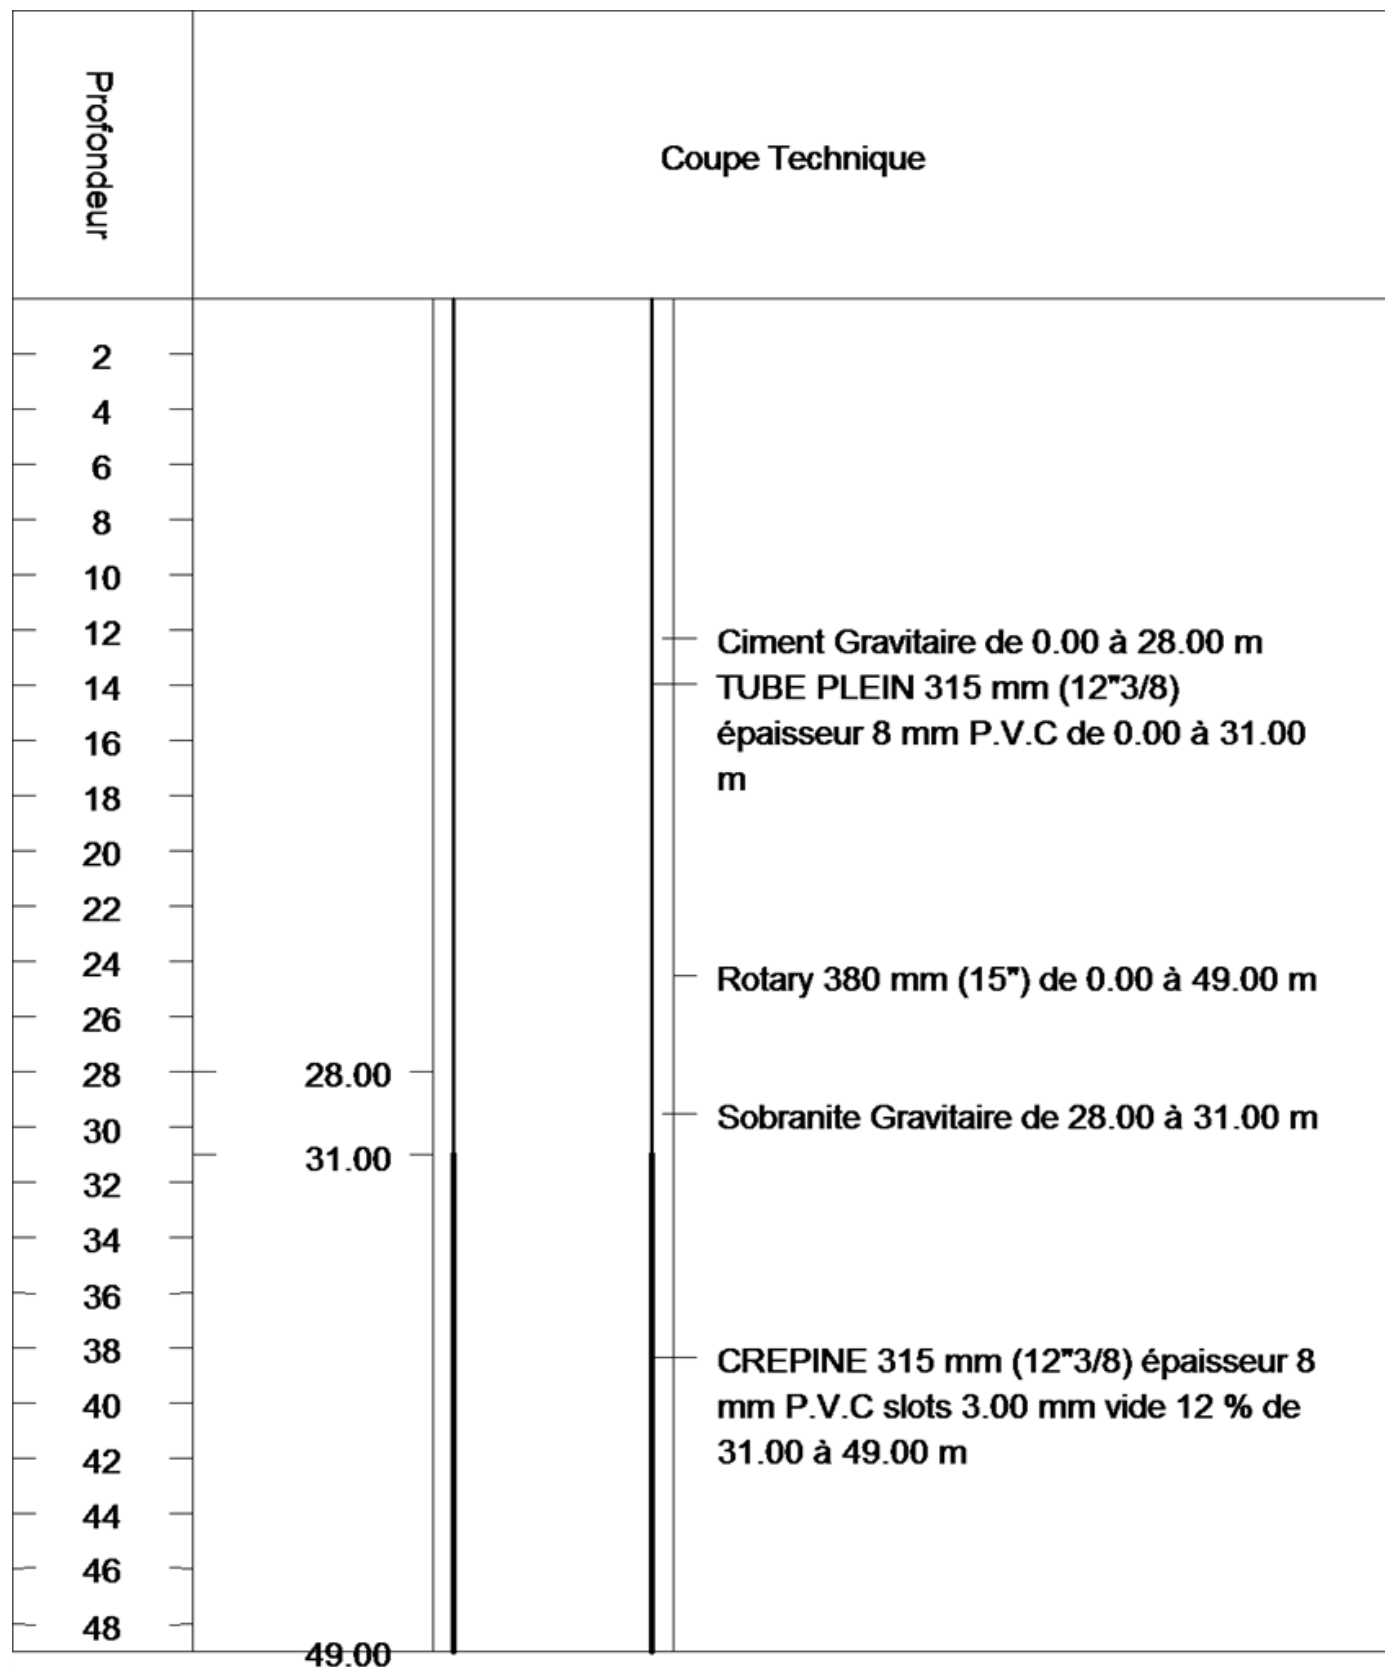 Profondeur
Coupe Technique
2
4
6
8
10
12
Ciment Gravitaire de 0.00 à 28.00 m
14
TUBE PLEIN 315 mm (12"3/8)
16
épaisseur 8 mm P.V.C de 0.00 à 31.00
18
m
20
22
24
Rotary 380 mm (15") de 0.00 à 49.00 m
26
28
28.00
30
Sobranite Gravitaire de 28.00 à 31.00 m
31.00
32
34
36
38
CREPINE 315 mm (12"3/8) épaisseur 8
40
mm P.V.C slots 3.00 mm vide 12 % de
42
31.00 à 49.00 m
44
46
48
49.00